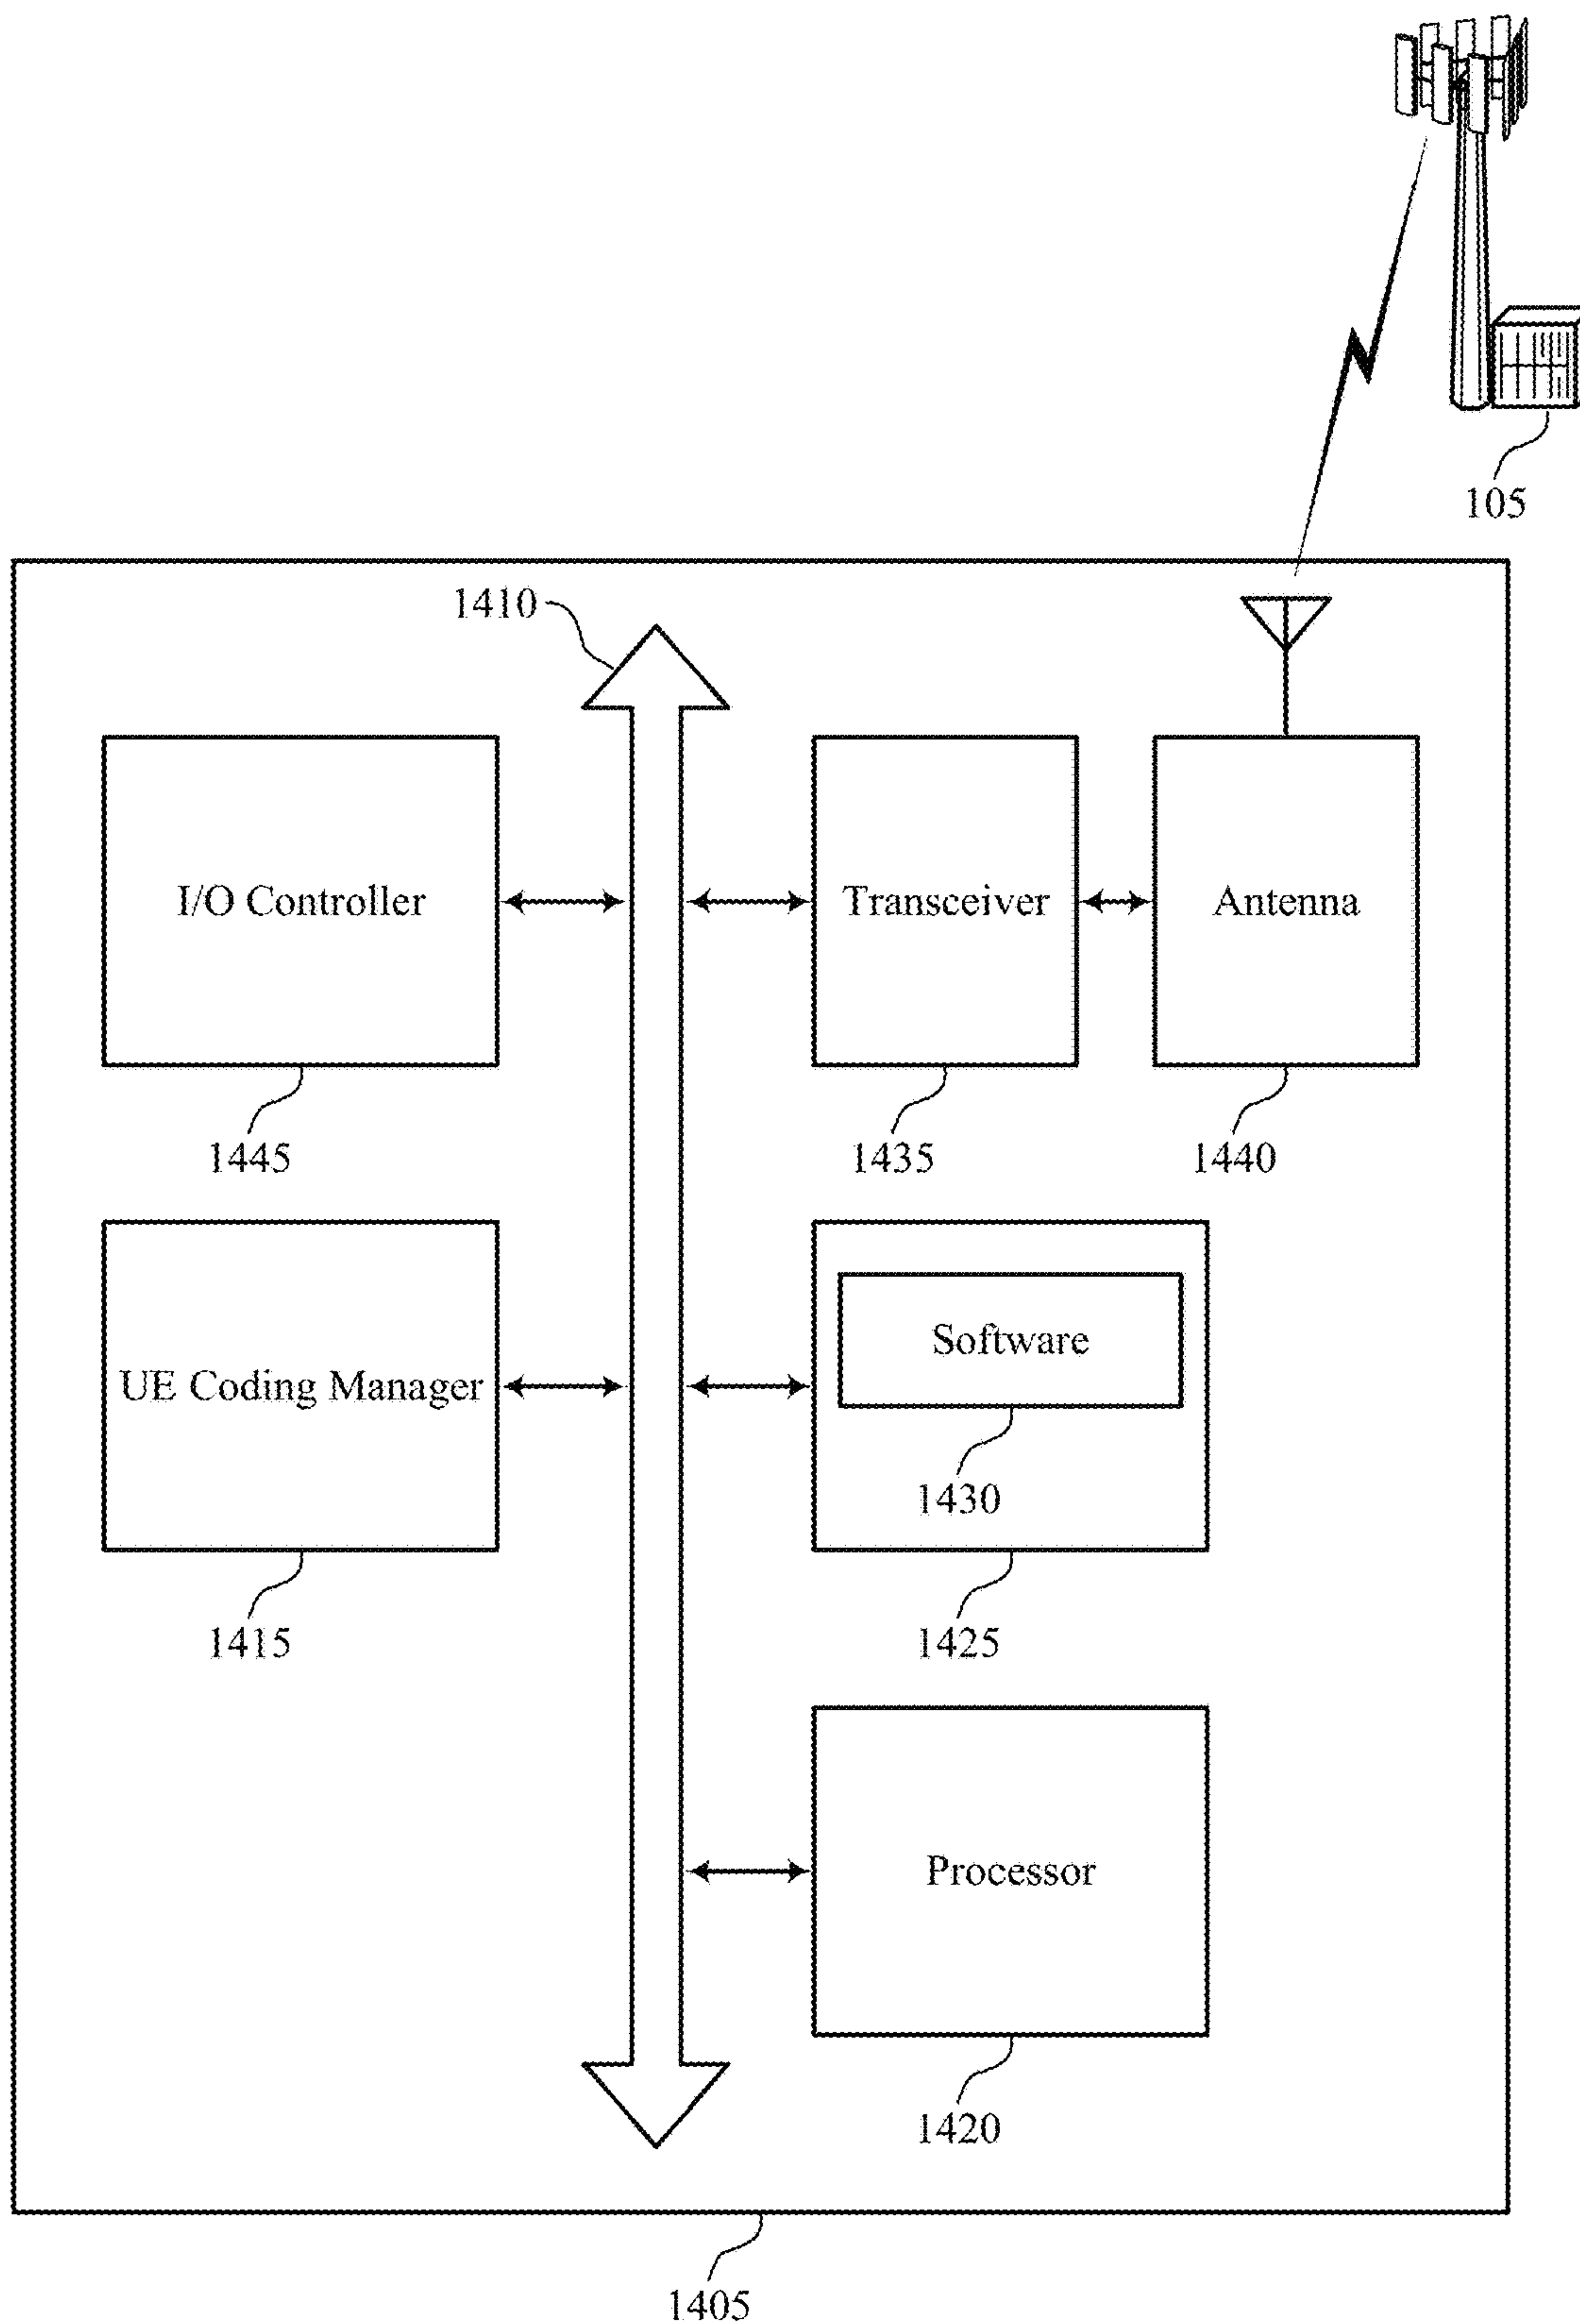 105
1410
I/O Controller
Transceiver
Antenna
1445
1435
1440
Software
UE Coding Manager
1430
1415
1425
Processor
1420
1405